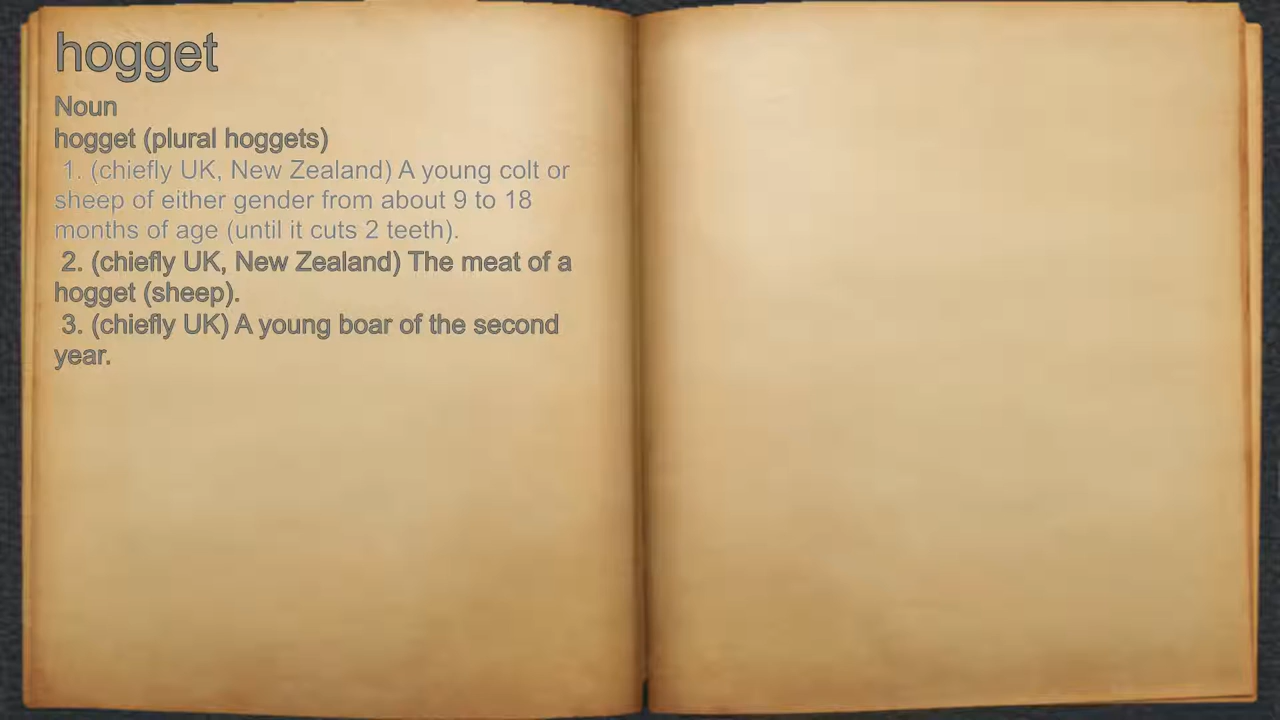 hogget
Noun
hogget (plural hoggets)
1. (chiefly UK, New Zealand) A young colt or
sheep of either gender from about 9 to 18
months of age (until it cuts 2 teeth).
2. (chiefly UK, New Zealand) The meat of a
hogget (sheep).
3. (chiefly UK) A young boar of the second
year.